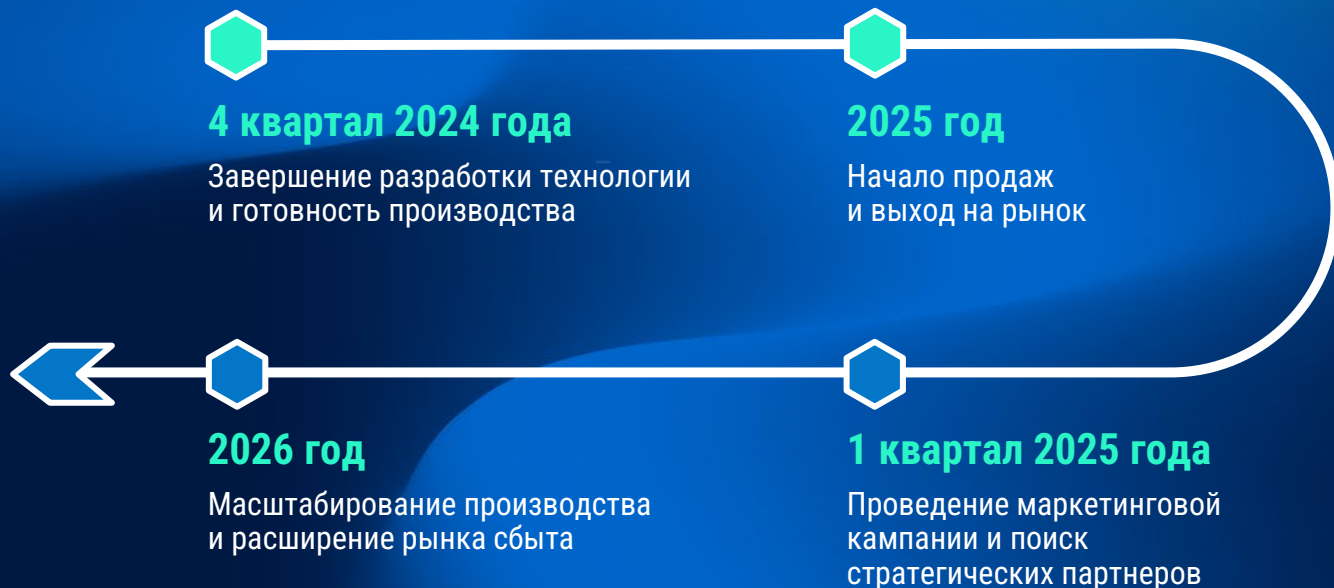 4 квартал 2024 года
Завершение разработки технологии
и готовность производства
2025 год
Начало продаж
и выход на рынок
1 квартал 2025 года
Проведение маркетинговой
кампании и поиск
стратегических партнеров
2026 год
Масштабирование производства
и расширение рынка сбыта